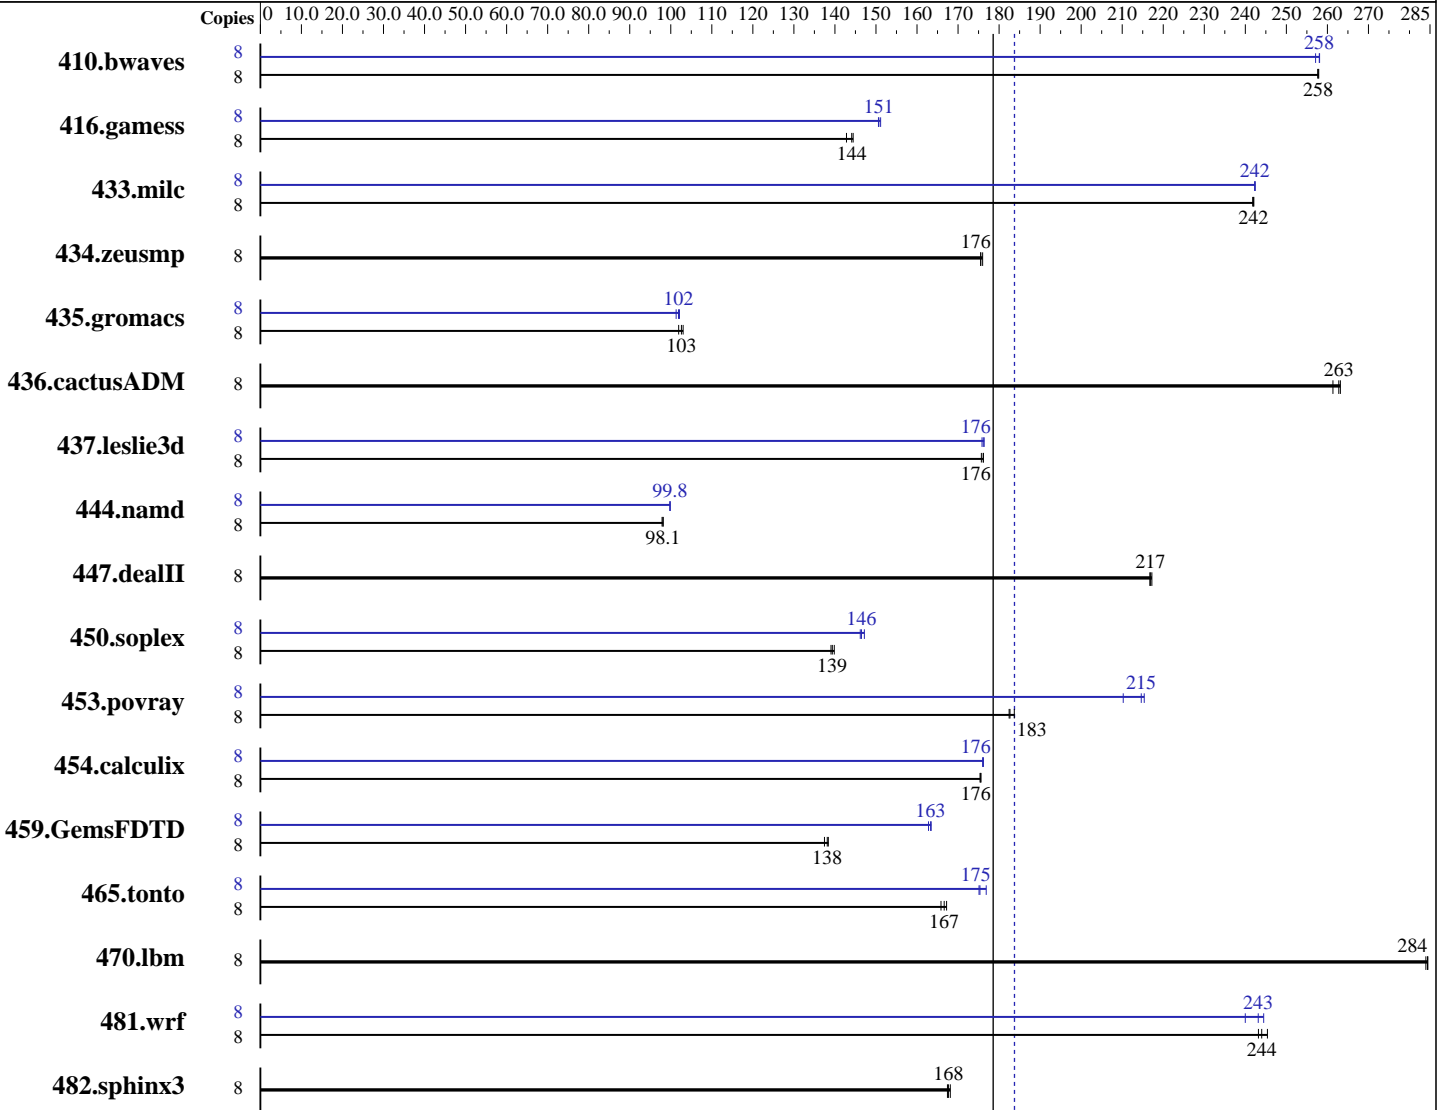 Copies 0 10.0 20.0 30.0 40.0 50.0 60.0 70.0 80.0 90.0 100 110 120 130 140 150 160 170 180 190 200 210 220 230 240 250 260 270 285
410.bwaves 8 258
8 258
416.gamess 8 151
8 144
433.milc 8 242
8 242
434.zeusmp 8 176
435.gromacs 8 102
8 103
436.cactusADM 8 263
437.leslie3d 8 176
8 176
444.namd 8 99.8
8 98.1
447.dealII 8 217
450.soplex 8 146
8 139
453.povray 8 215
8 183
454.calculix 8 176
8 176
459.GemsFDTD 8 163
8 138
465.tonto 8 175
8 167
470.lbm 8 284
481.wrf 8 243
8 244
482.sphinx3 8 168